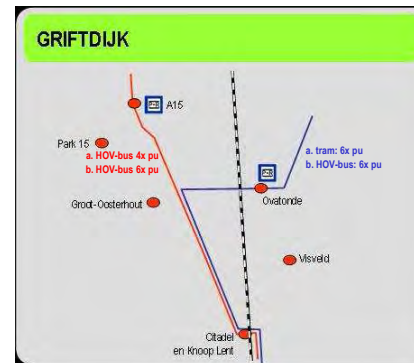 GRIFTDIJK
A15
Park 15
a. HOV-bus 4x pu
b. HOV-bus 6x pu
a. tram: 6x pu
b. HOV-bus: 6x pu
Groot-Oosterhout
Ovatonde
Visveld
Citadel
en Knoop Lent